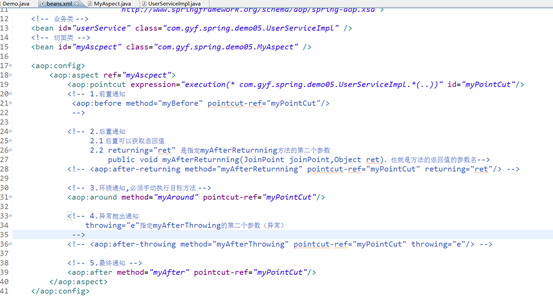 Demo.java beans.xml MyAspect.java UserServiceImpl.java
11 http://www.springframework.org/schema/aop/spring-aop.xsd">
12 <!-- 业务类 -->
13 <bean id="userService" class="com.gyf.spring.demo05.UserServiceImpl" />
14 <!-- 切面类 -->
15 <bean id="myAscpect" class="com.gyf.spring.demo05.MyAspect" />
16
17 <aop:config>
18 <aop:aspect ref="myAscpect">
19 <aop:pointcut expression="execution(* com.gyf.spring.demo05.UserServiceImpl.*(..))" id="myPointCut"/>
20 <!-- 1.前置通知
21 <aop:before method="myBefore" pointcut-ref="myPointCut"/>
22 -->
23
24 <!-- 2.后置通知
25 2.1后置可以获取返回值
26 2.2 returning="ret" 是指定myAfterReturnning方法的第二个参数
27 public void myAfterReturnning(JoinPoint joinPoint,Object ret)．也就是方法的返回值的参数名-->
28 <!-- <aop:after-returning method="myAfterReturnning" pointcut-ref="myPointCut" returning="ret"/> -->
29
30 <!-- 3.环绕通知,必须手动执行目标方法 -->
31 <aop:around method="myAround" pointcut-ref="myPointCut"/>
32
33 <!-- 4.异常抛出通知
34 throwing="e"指定myAfterThrowing的第二个参数（异常）
35 -->
36 <!-- <aop:after-throwing method="myAfterThrowing" pointcut-ref="myPointCut" throwing="e"/> -->
37
38 <!-- 5.最终通知 -->
39 <aop:after method="myAfter" pointcut-ref="myPointCut"/>
40 </aop:aspect>
41 </aop:config>